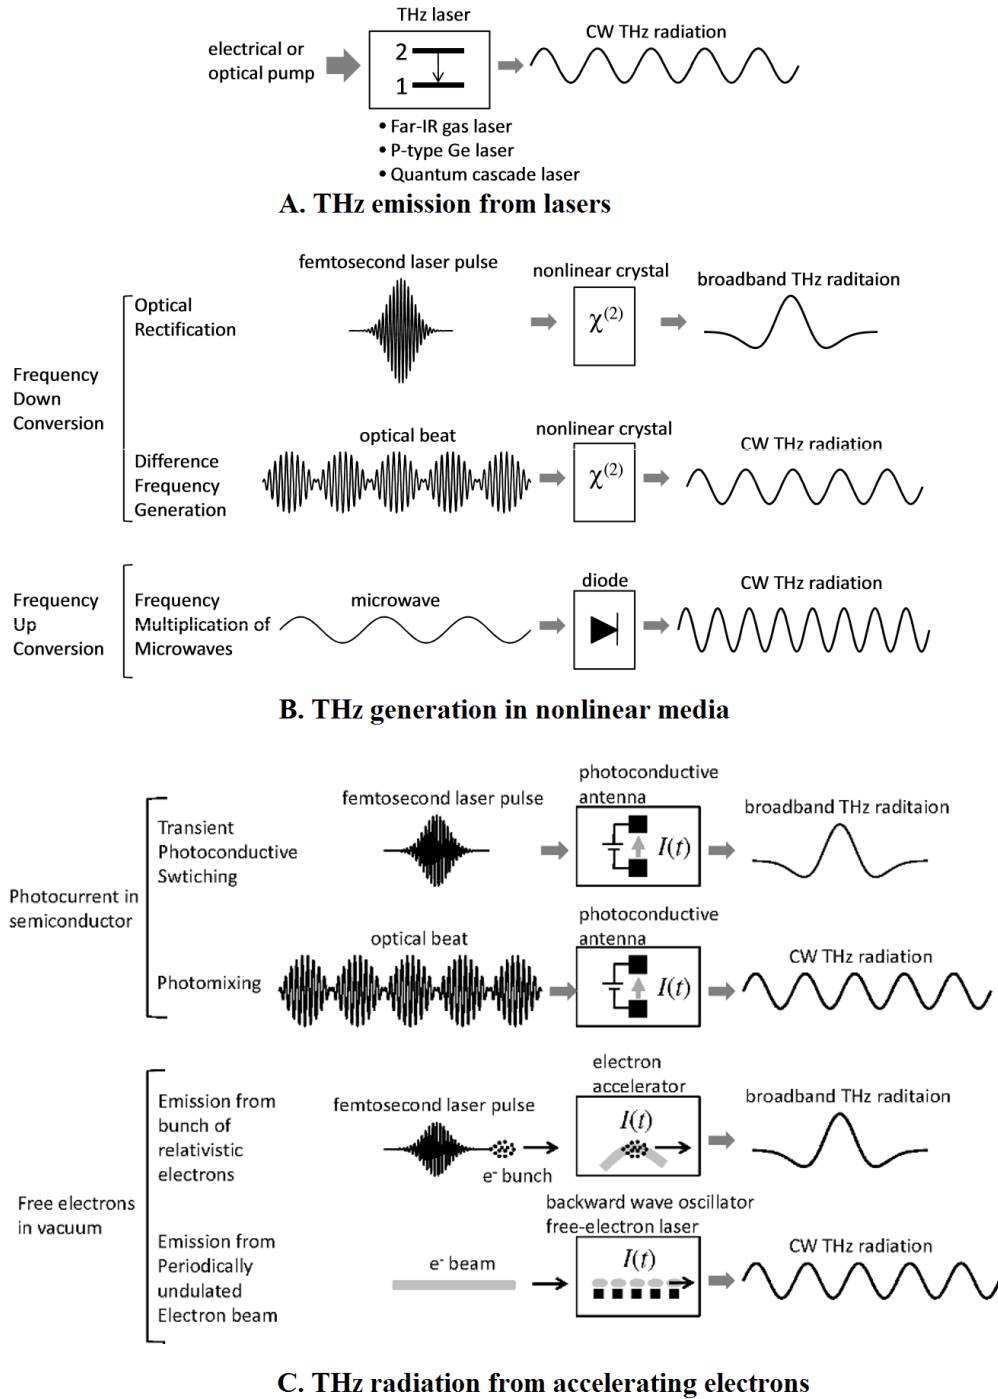 THz laser
electrical or
optical pump
2
1
CW THz radiation
• Far-IR gas laser
• P-type Ge laser
• Quantum cascade laser
A. THz emission from lasers
Frequency
Down
Conversion
Optical
Rectification
femtosecond laser pulse
nonlinear crystal
χ(2)
broadband THz raditaion
Difference
Frequency
Generation
optical beat
nonlinear crystal
χ(2)
CW THz radiation
Frequency
Up
Conversion
Frequency
Multiplication of
Microwaves
microwave
diode
CW THz radiation
B. THz generation in nonlinear media
Photocurrent in
semiconductor
Transient
Photoconductive
Swtiching
femtosecond laser pulse
photoconductive
antenna
I(t)
broadband THz raditaion
Photomixing
optical beat
photoconductive
antenna
I(t)
CW THz radiation
Free electrons
in vacuum
Emission from
bunch of
relativistic
electrons
femtosecond laser pulse
e- bunch
electron
accelerator
I(t)
broadband THz raditaion
Emission from
Periodically
undulated
Electron beam
e- beam
backward wave oscillator
free-electron laser
I(t)
CW THz radiation
C. THz radiation from accelerating electrons